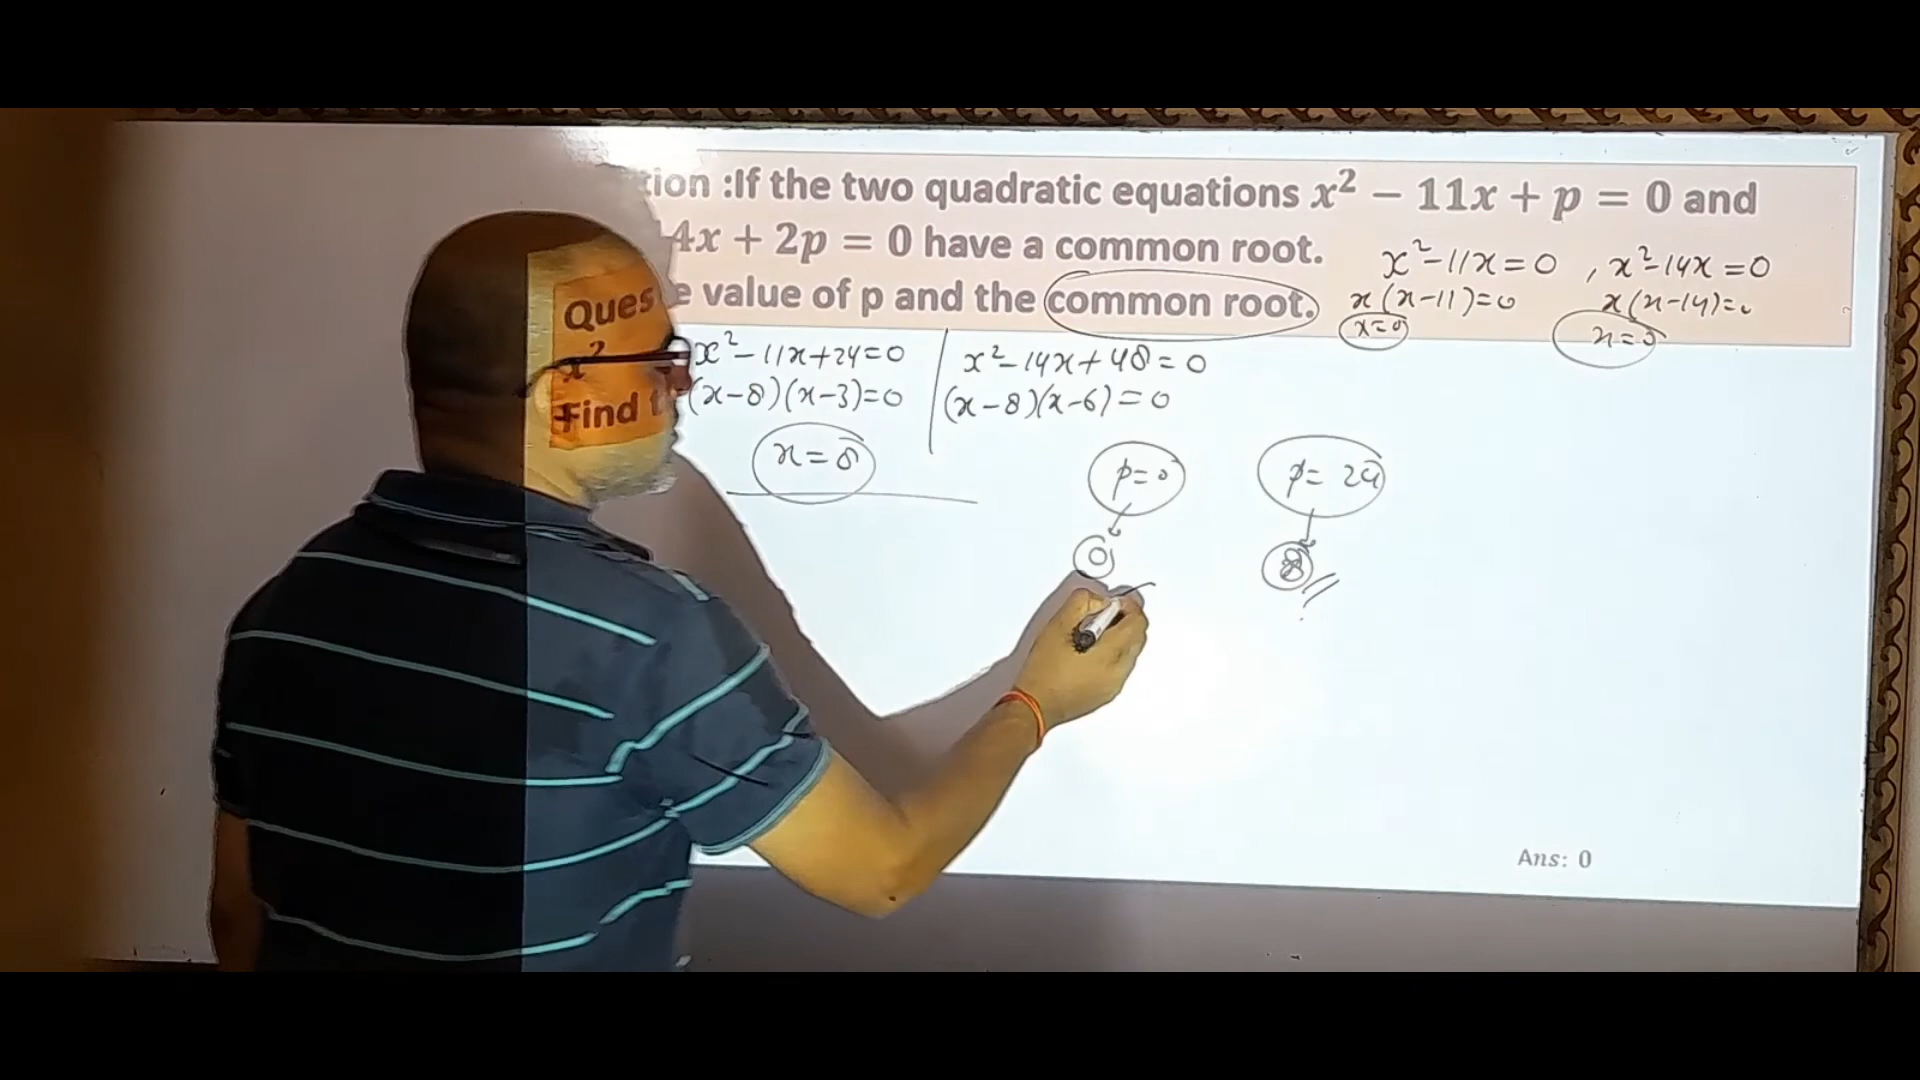 Ques tion :If the two quadratic equations x² − 11x + p = 0 and
x² 4x + 2p = 0 have a common root.
Find t e value of p and the common root.
x²−11x=0 , x²−14x=0
x(x−11)=0 x(x−14)=0
x=0 x=0
x²−11x+24=0 x²−14x+48=0
(x−8)(x−3)=0 (x−8)(x−6)=0
x=8 p=0 p=24
0 8
Ans: 0